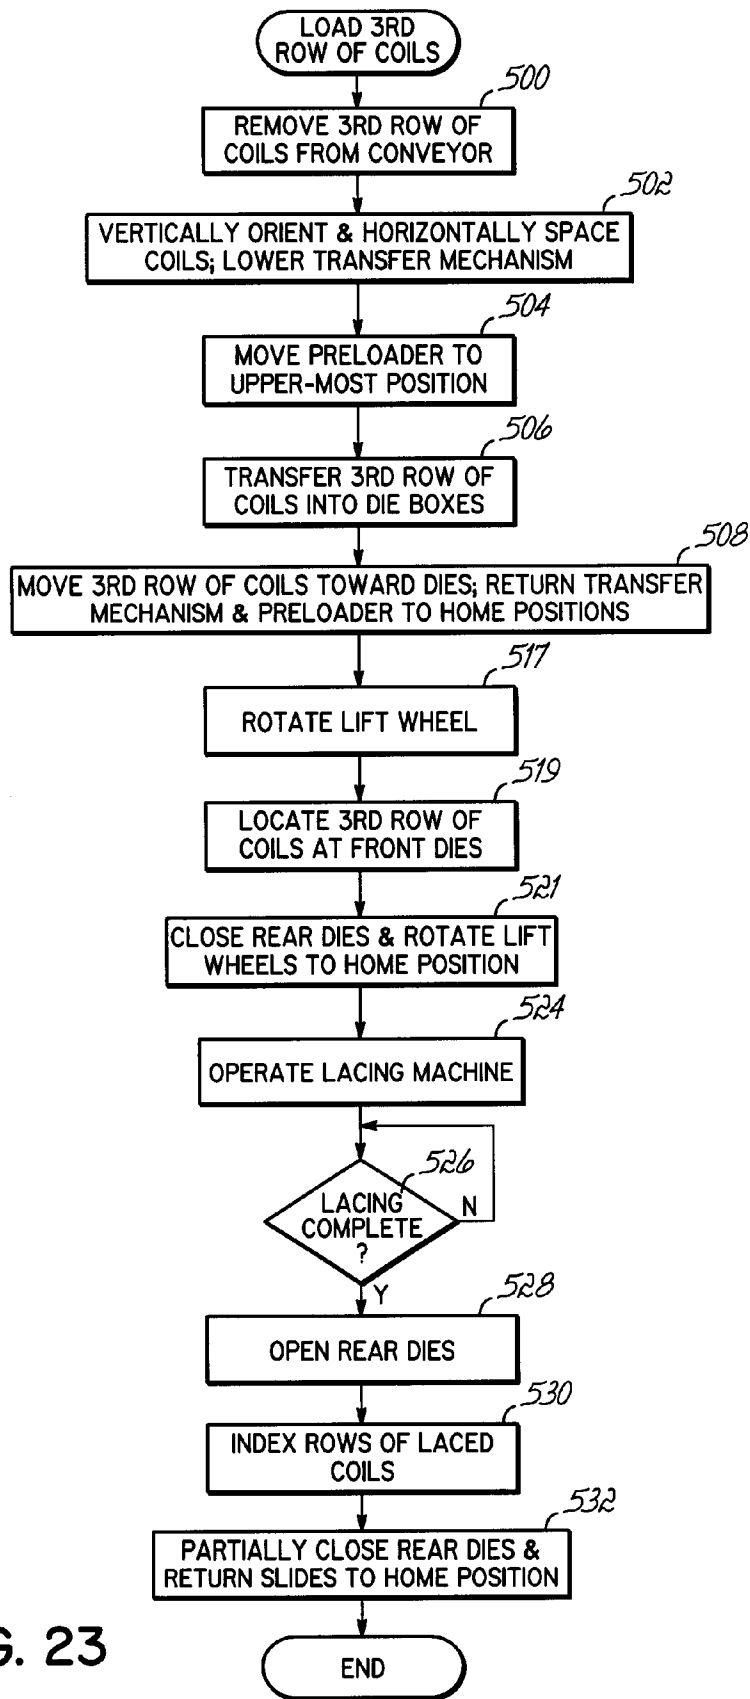 LOAD 3RD
ROW OF COILS
500
REMOVE 3RD ROW OF
COILS FROM CONVEYOR
502
VERTICALLY ORIENT & HORIZONTALLY SPACE
COILS; LOWER TRANSFER MECHANISM
504
MOVE PRELOADER TO
UPPER-MOST POSITION
506
TRANSFER 3RD ROW OF
COILS INTO DIE BOXES
508
MOVE 3RD ROW OF COILS TOWARD DIES; RETURN TRANSFER
MECHANISM & PRELOADER TO HOME POSITIONS
517
ROTATE LIFT WHEEL
519
LOCATE 3RD ROW OF
COILS AT FRONT DIES
521
CLOSE REAR DIES & ROTATE LIFT
WHEELS TO HOME POSITION
524
OPERATE LACING MACHINE
526
LACING
COMPLETE
?
N
Y
528
OPEN REAR DIES
530
INDEX ROWS OF LACED
COILS
532
PARTIALLY CLOSE REAR DIES &
RETURN SLIDES TO HOME POSITION
G. 23
END